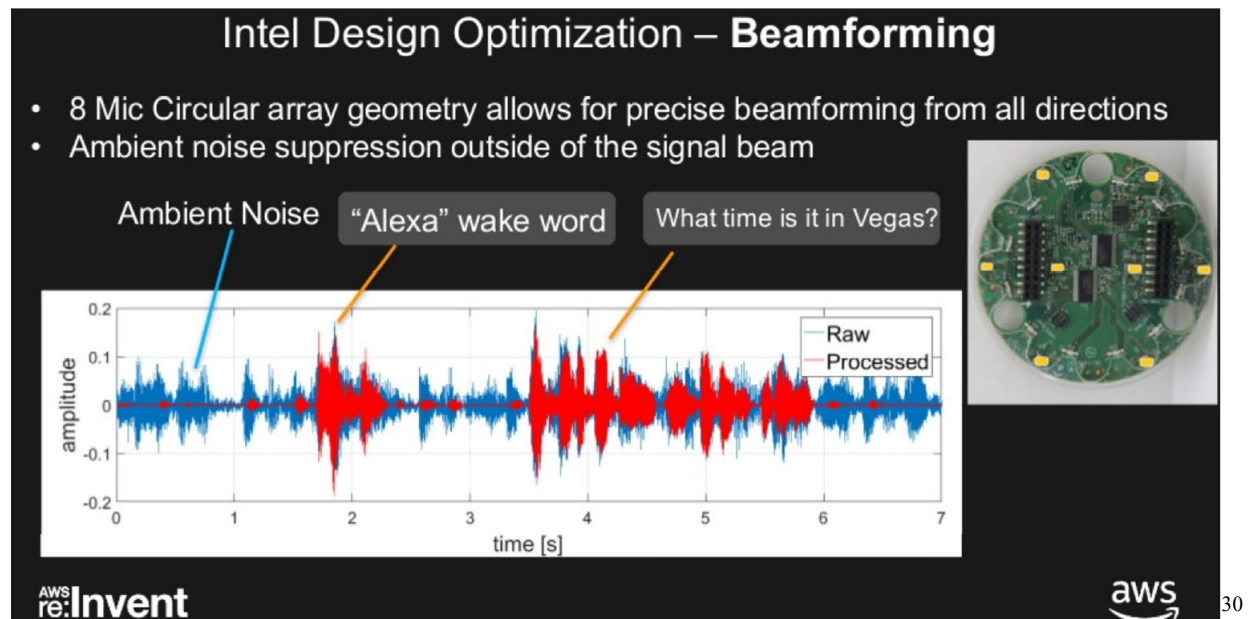 Intel Design Optimization – Beamforming
• 8 Mic Circular array geometry allows for precise beamforming from all directions
• Ambient noise suppression outside of the signal beam
Ambient Noise
“Alexa” wake word
What time is it in Vegas?
0.2
0.1
0
-0.1
-0.2
amplitude
Raw
Processed
0 1 2 3 4 5 6 7
time [s]
AWS
re:Invent
aws
30